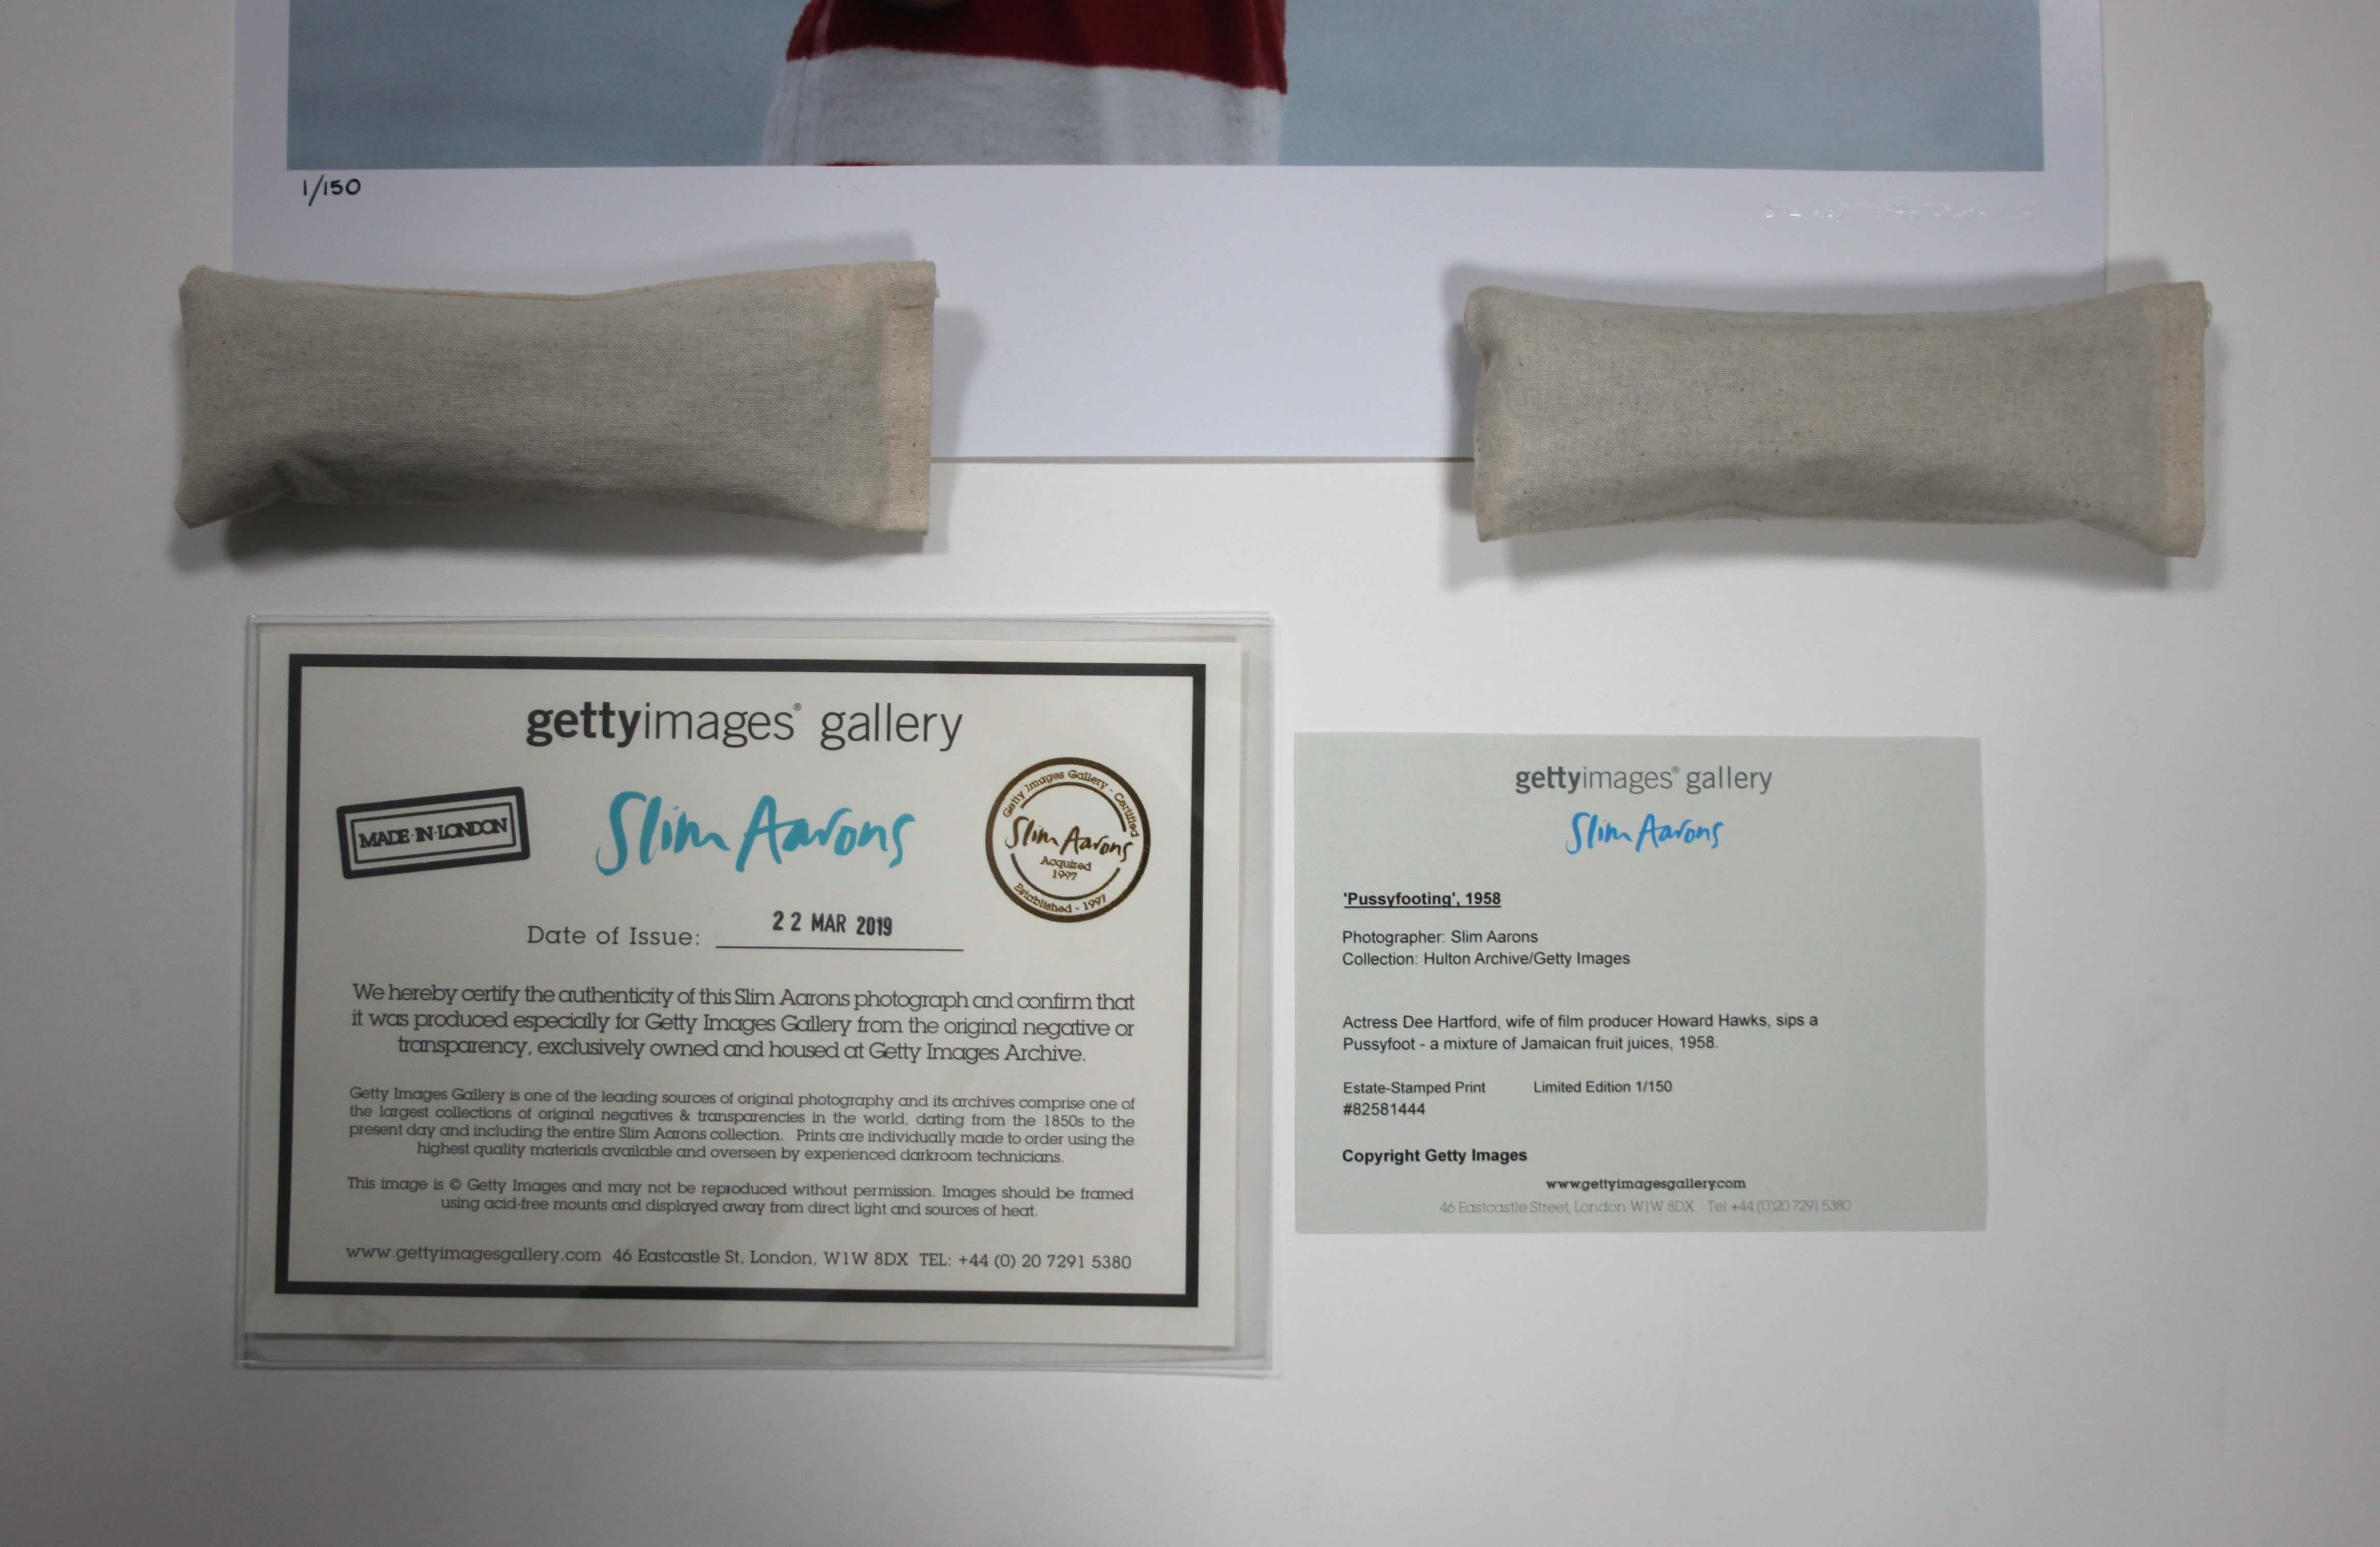 1/150
gettyimages® gallery
MADE·IN·LONDON
Slim Aarons
Getty Images Gallery - Certified
Slim Aarons
Acquired
1997
Established - 1997
Date of Issue: 22 MAR 2019
We hereby certify the authenticity of this Slim Aarons photograph and confirm that
it was produced especially for Getty Images Gallery from the original negative or
transparency, exclusively owned and housed at Getty Images Archive.
Getty Images Gallery is one of the leading sources of original photography and its archives comprise one of
the largest collections of original negatives & transparencies in the world, dating from the 1850s to the
present day and including the entire Slim Aarons collection. Prints are individually made to order using the
highest quality materials available and overseen by experienced darkroom technicians.
This image is © Getty Images and may not be reproduced without permission. Images should be framed
using acid-free mounts and displayed away from direct light and sources of heat.
www.gettyimagesgallery.com 46 Eastcastle St, London, W1W 8DX TEL: +44 (0) 20 7291 5380
gettyimages® gallery
Slim Aarons
'Pussyfooting', 1958
Photographer: Slim Aarons
Collection: Hulton Archive/Getty Images
Actress Dee Hartford, wife of film producer Howard Hawks, sips a
Pussyfoot - a mixture of Jamaican fruit juices, 1958.
Estate-Stamped Print Limited Edition 1/150
#82581444
Copyright Getty Images
www.gettyimagesgallery.com
46 Eastcastle Street, London W1W 8DX Tel +44 (0)20 7291 5380